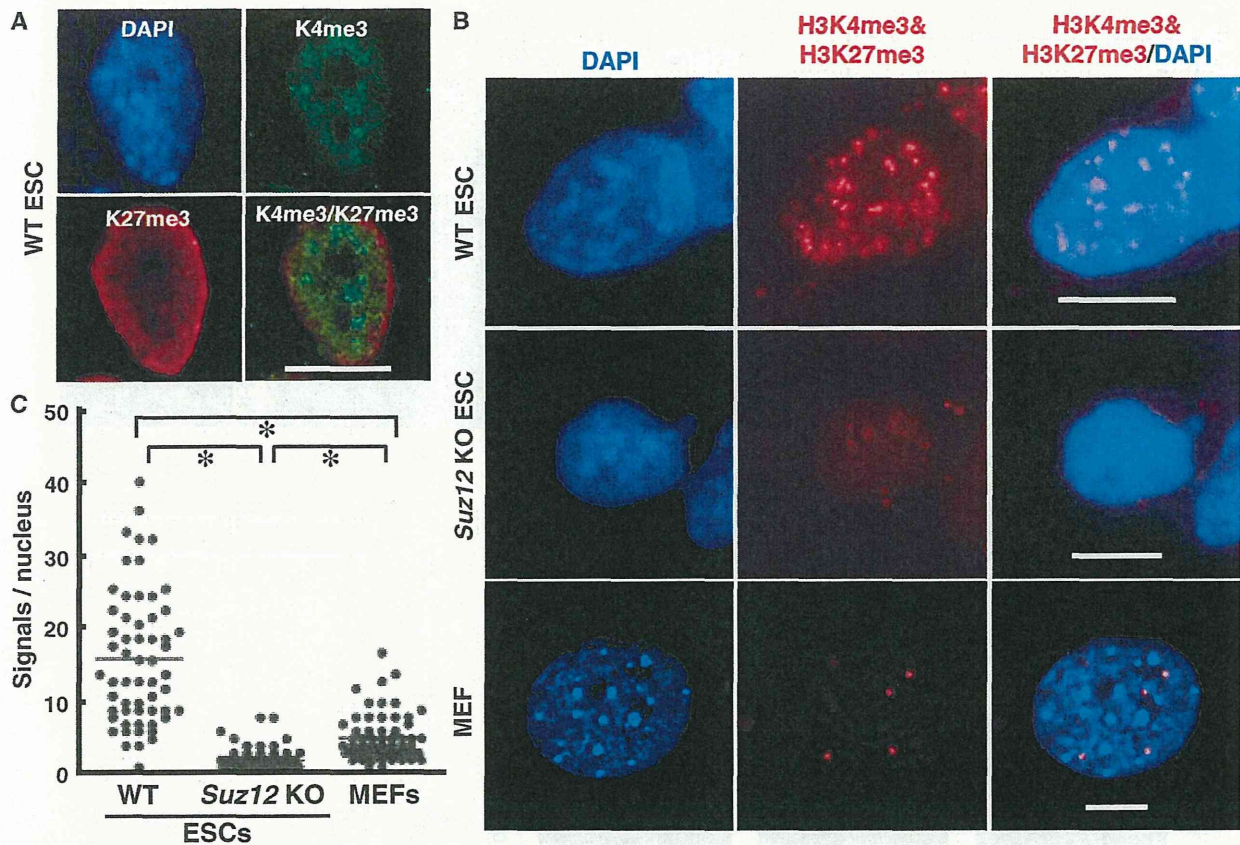 A
DAPI
K4me3
K27me3
K4me3/K27me3
WT ESC
B
DAPI
H3K4me3&
H3K27me3
H3K4me3&
H3K27me3/DAPI
WT ESC
Suz12 KO ESC
MEF
C
Signals / nucleus
50
40
30
20
10
0
*
*
*
WT
Suz12 KO
MEFs
ESCs